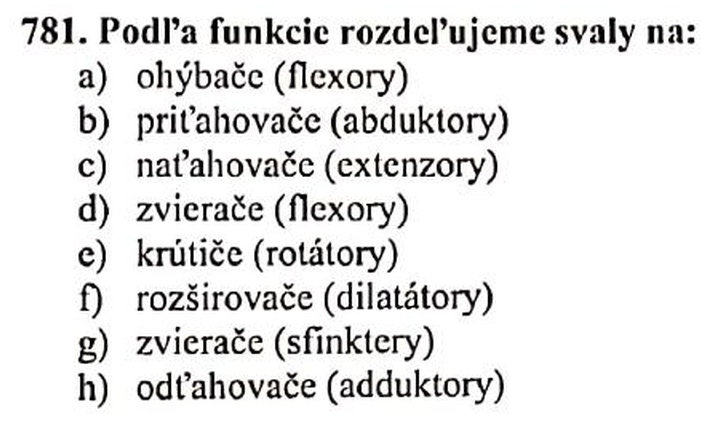 781. Podľa funkcie rozdeľujeme svaly na:
a) ohýbače (flexory)
b) priťahovače (abduktory)
c) naťahovače (extenzory)
d) zvierače (flexory)
e) krútiče (rotátory)
f) rozširovače (dilatátory)
g) zvierače (sfinktery)
h) odťahovače (adduktory)